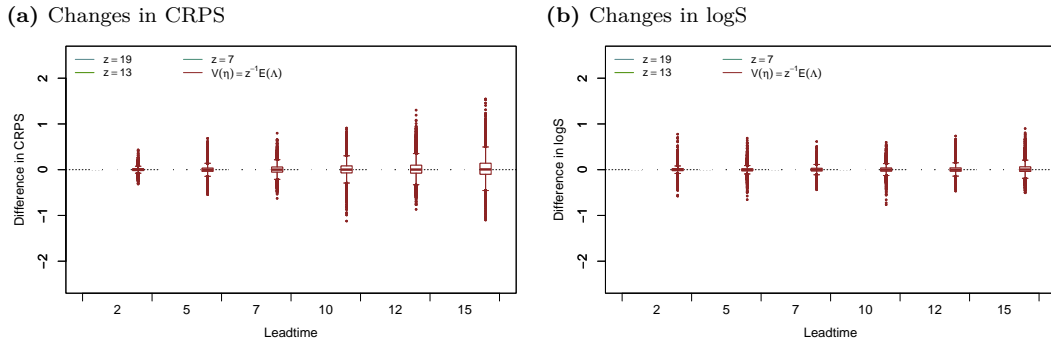 (a) Changes in CRPS
z = 19
z = 13
z = 7
V(η) = z⁻¹E(Λ)
Difference in CRPS
2
1
0
−1
−2
2
5
7
10
12
15
Leadtime
(b) Changes in logS
z = 19
z = 13
z = 7
V(η) = z⁻¹E(Λ)
Difference in logS
2
1
0
−1
−2
2
5
7
10
12
15
Leadtime